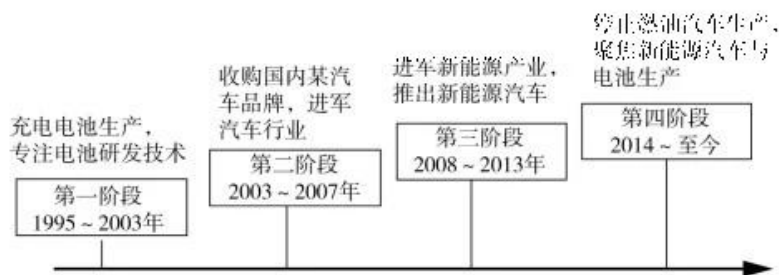 充电电池生产，
专注电池研发技术
第一阶段
1995～2003年
收购国内某汽
车品牌，进军
汽车行业
第二阶段
2003～2007年
进军新能源产业，
推出新能源汽车
第三阶段
2008～2013年
停止燃油汽车生产，
聚焦新能源汽车与
电池生产
第四阶段
2014～至今